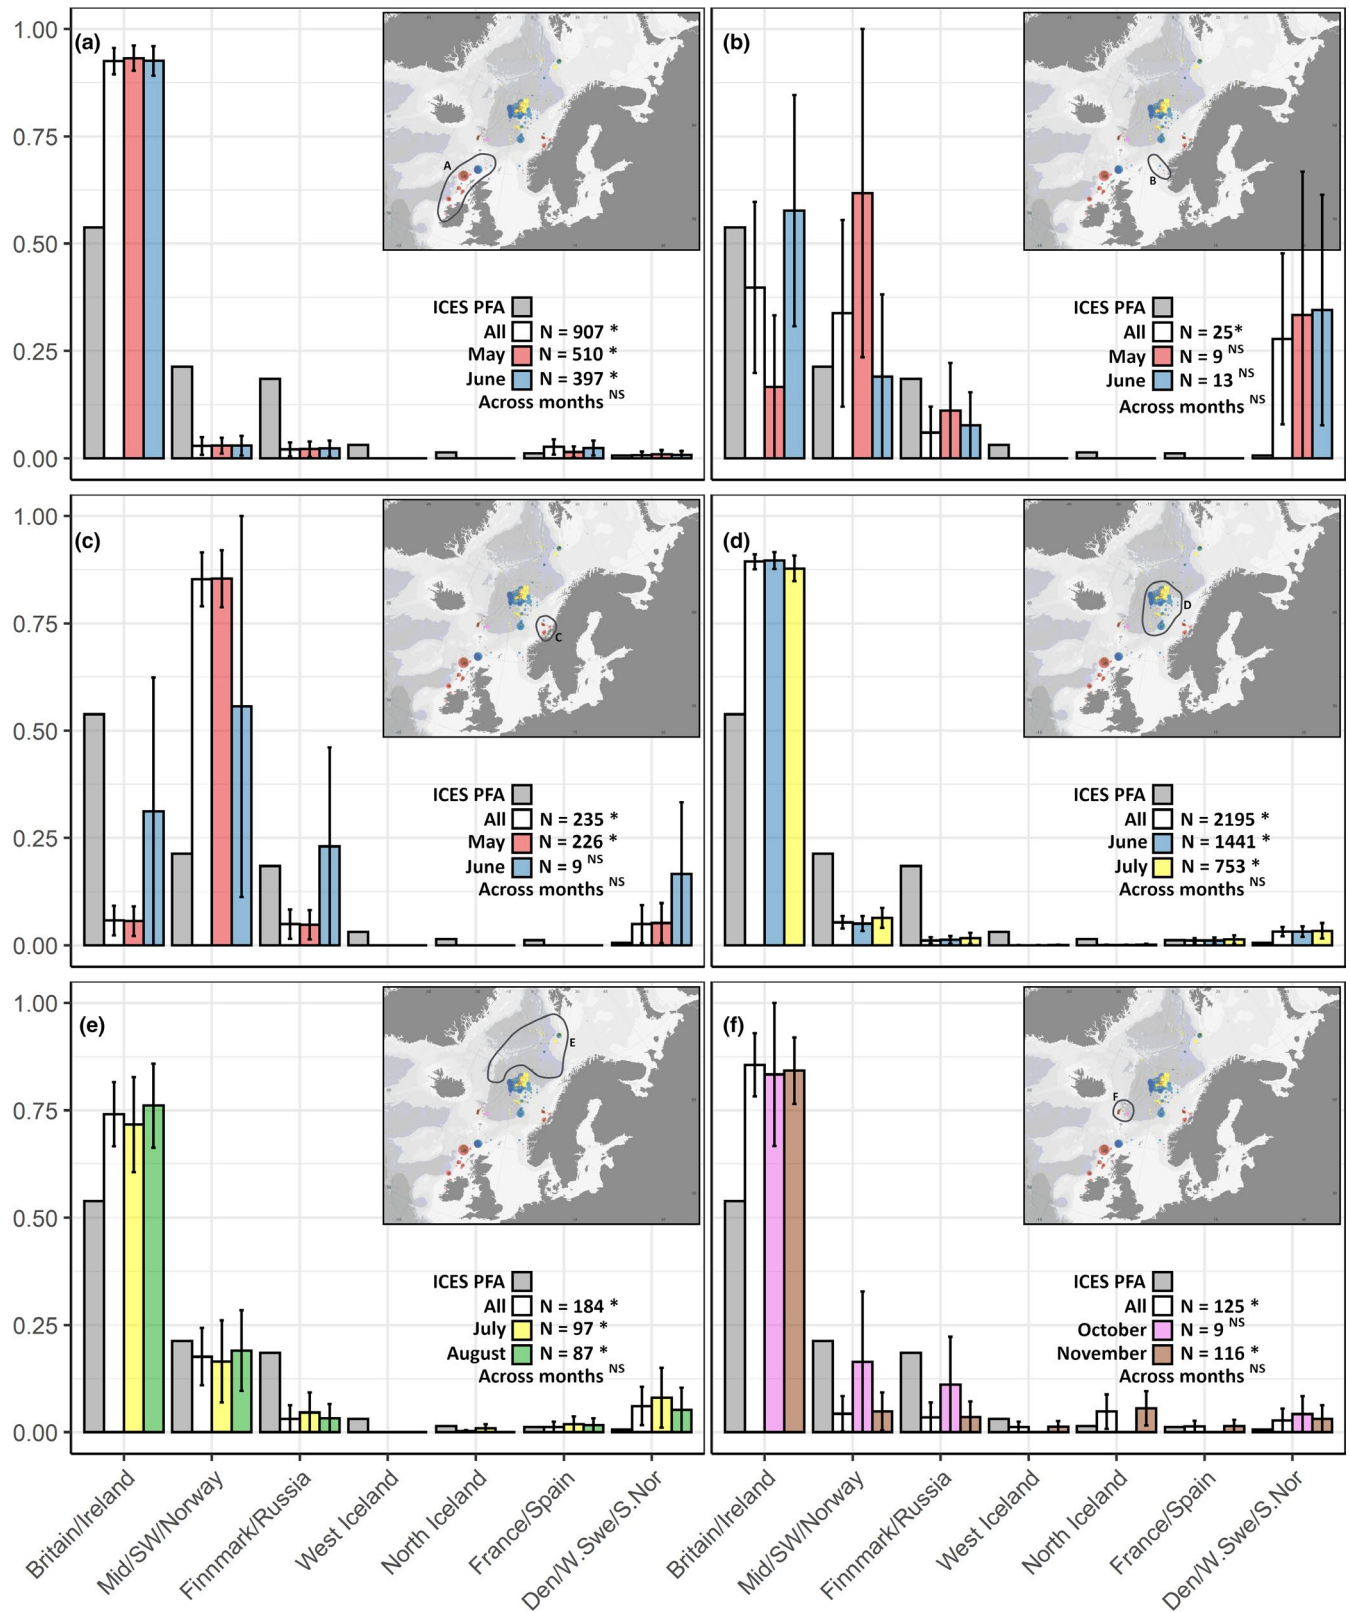 1.00
0.75
0.50
0.25
0.00
(a)
A
ICES PFA
All N = 907 *
May N = 510 *
June N = 397 *
Across months NS
(b)
B
ICES PFA
All N = 25*
May N = 9 NS
June N = 13 NS
Across months NS
1.00
0.75
0.50
0.25
0.00
(c)
C
ICES PFA
All N = 235 *
May N = 226 *
June N = 9 NS
Across months NS
(d)
D
ICES PFA
All N = 2195 *
June N = 1441 *
July N = 753 *
Across months NS
1.00
0.75
0.50
0.25
0.00
(e)
E
ICES PFA
All N = 184 *
July N = 97 *
August N = 87 *
Across months NS
(f)
F
ICES PFA
All N = 125 *
October N = 9 NS
November N = 116 *
Across months NS
Britain/Ireland
Mid/SW/Norway
Finnmark/Russia
West Iceland
North Iceland
France/Spain
Den/W.Swe/S.Nor
Britain/Ireland
Mid/SW/Norway
Finnmark/Russia
West Iceland
North Iceland
France/Spain
Den/W.Swe/S.Nor